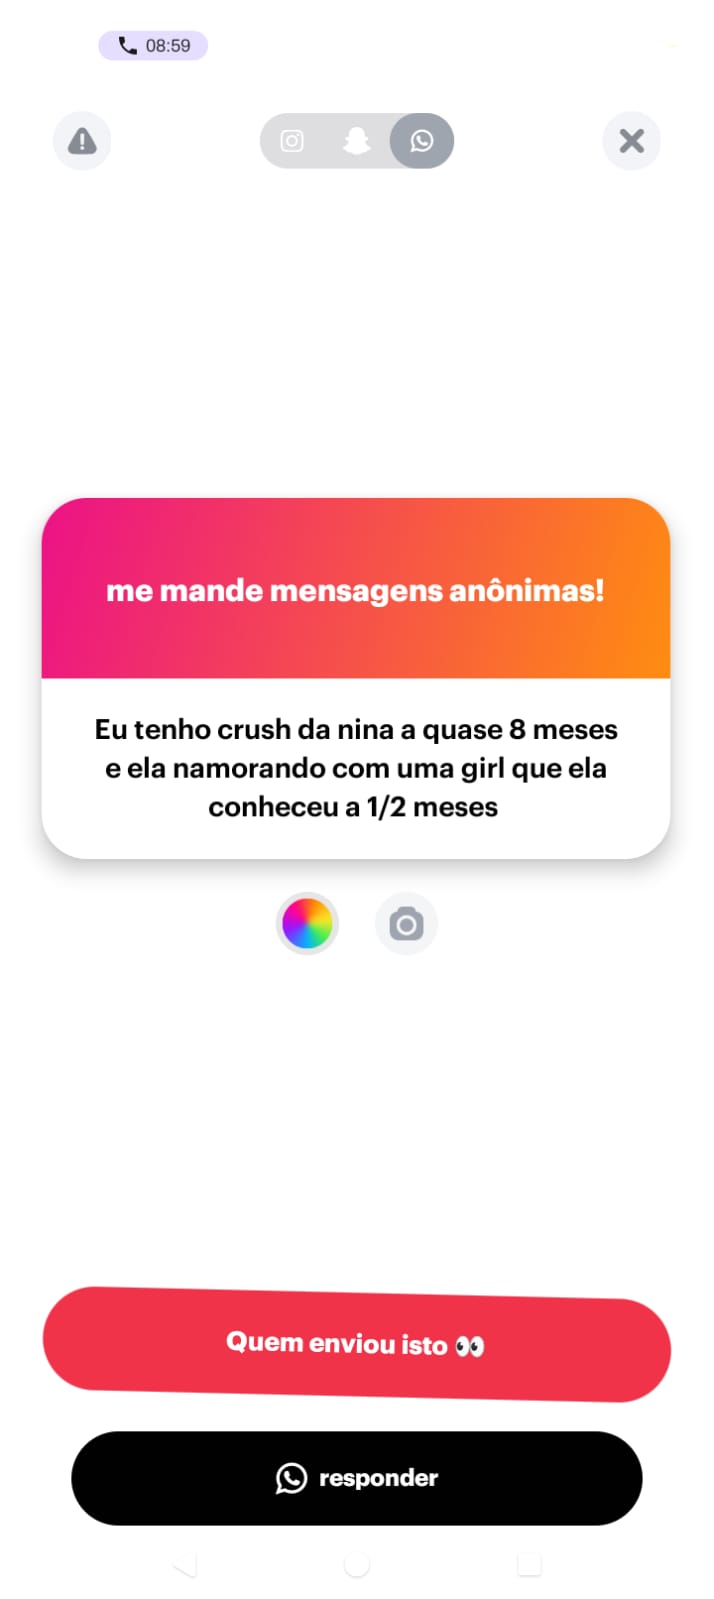 08:59
me mande mensagens anônimas!
Eu tenho crush da nina a quase 8 meses
e ela namorando com uma girl que ela
conheceu a 1/2 meses
Quem enviou isto 👀
responder